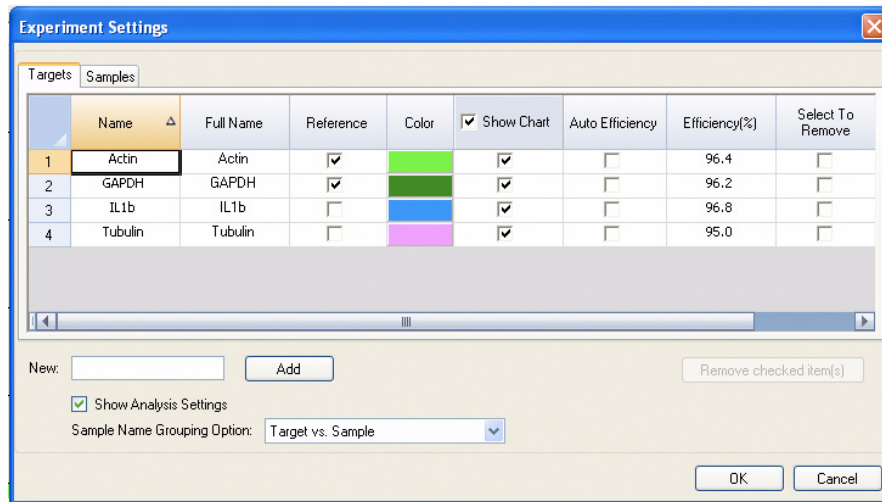 Experiment Settings
Targets Samples
Name Full Name Reference Color Show Chart Auto Efficiency Efficiency(%) Select To Remove
1 Actin Actin 96.4
2 GAPDH GAPDH 96.2
3 IL1b IL1b 96.8
4 Tubulin Tubulin 95.0
New: Add Remove checked item(s)
Show Analysis Settings
Sample Name Grouping Option: Target vs. Sample
OK Cancel